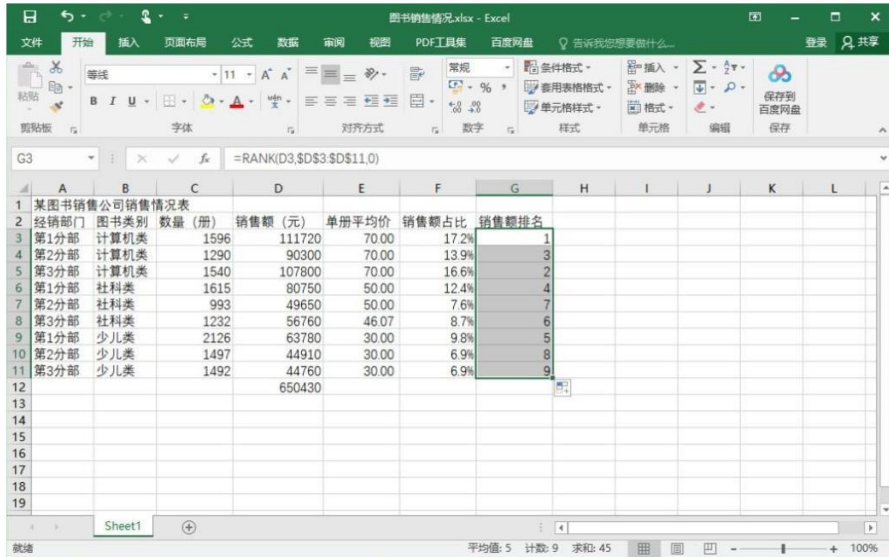 图书销售情况.xlsx - Excel
文件 开始 插入 页面布局 公式 数据 审阅 视图 PDF工具集 百度网盘 告诉我您想要做什么... 登录 共享
等线 11 A A 常规 条件格式 插入 Σ
粘贴 B I U A wén 文 % 套用表格格式 删除 保存到
单元格样式 格式 百度网盘
剪贴板 字体 对齐方式 数字 样式 单元格 编辑 保存
G3 fx =RANK(D3,$D$3:$D$11,0)
A B C D E F G H I J K L
1 某图书销售公司销售情况表
2 经销部门 图书类别 数量（册） 销售额（元） 单册平均价 销售额占比 销售额排名
3 第1分部 计算机类 1596 111720 70.00 17.2% 1
4 第2分部 计算机类 1290 90300 70.00 13.9% 3
5 第3分部 计算机类 1540 107800 70.00 16.6% 2
6 第1分部 社科类 1615 80750 50.00 12.4% 4
7 第2分部 社科类 993 49650 50.00 7.6% 7
8 第3分部 社科类 1232 56760 46.07 8.7% 6
9 第1分部 少儿类 2126 63780 30.00 9.8% 5
10 第2分部 少儿类 1497 44910 30.00 6.9% 8
11 第3分部 少儿类 1492 44760 30.00 6.9% 9
12 650430
13
14
15
16
17
18
19
Sheet1
就绪 平均值: 5 计数: 9 求和: 45 100%